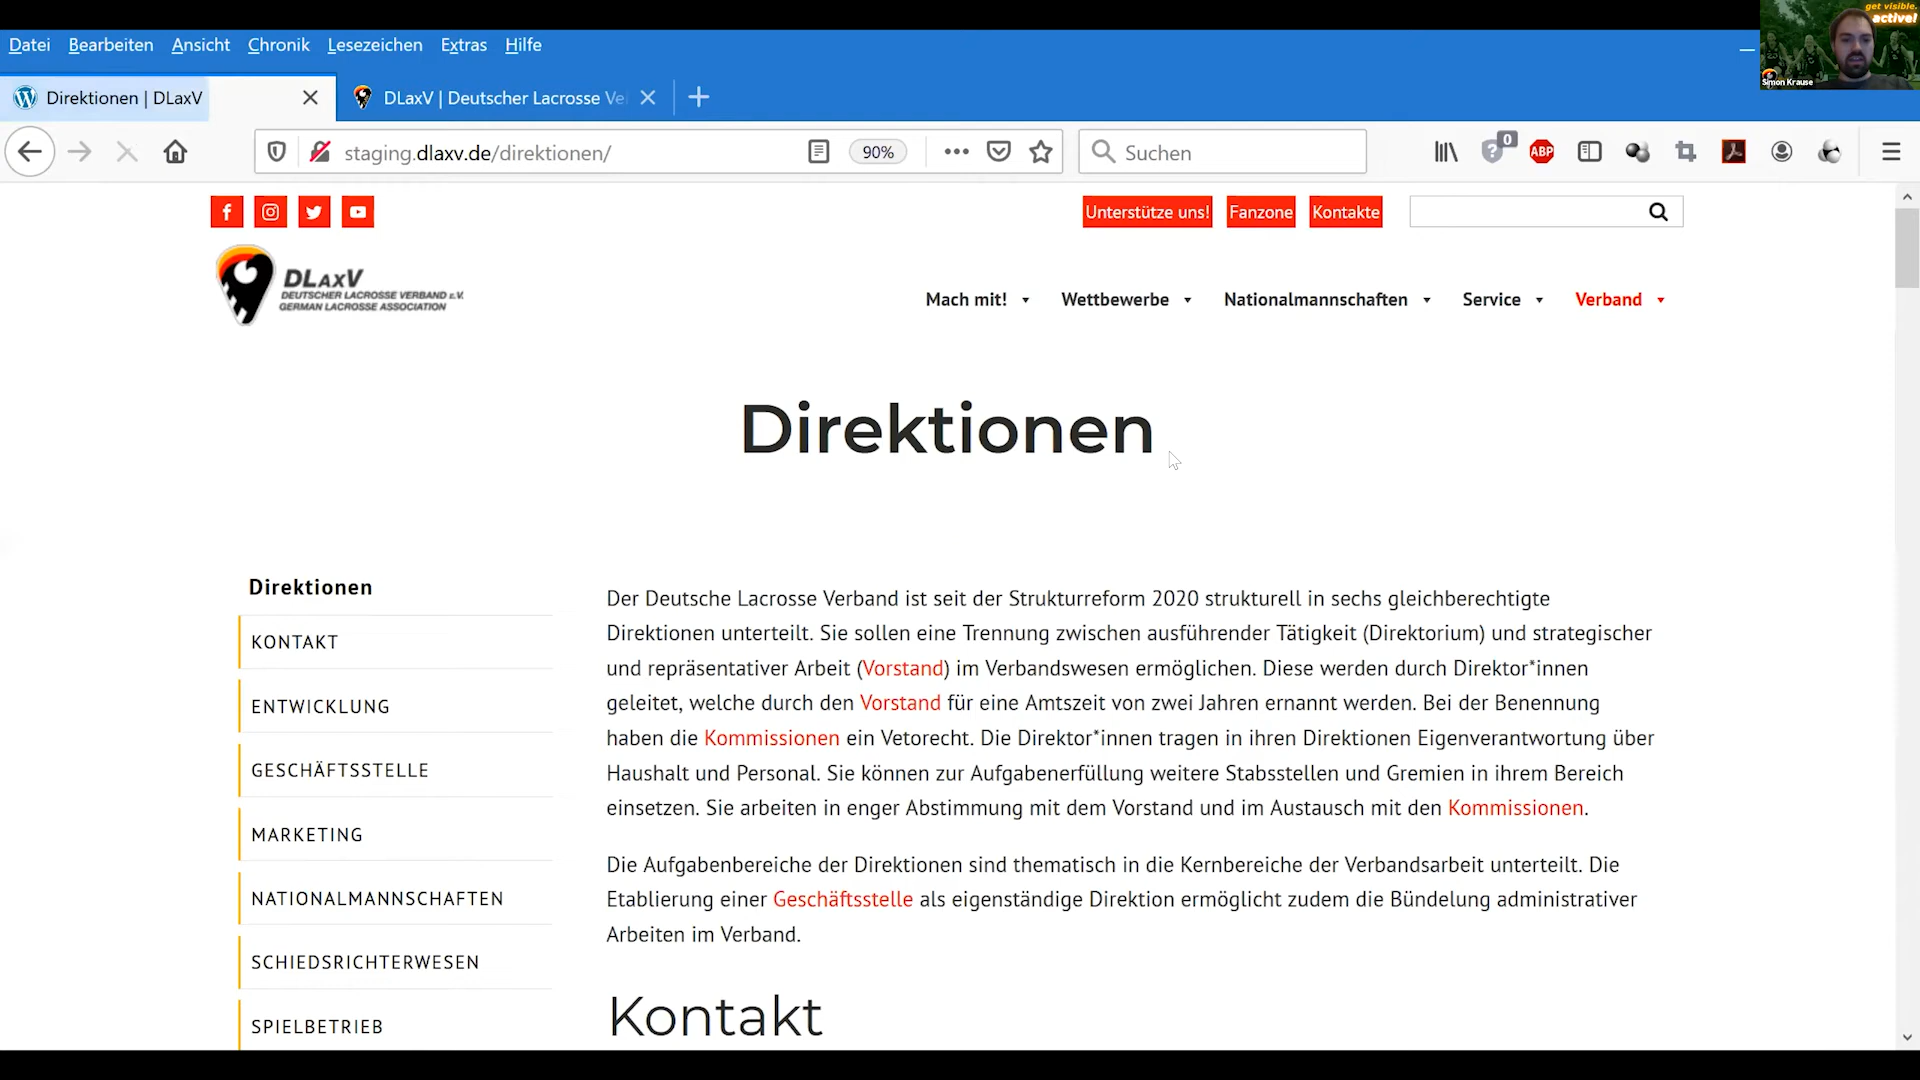 get visible.
active!
Simon Krause
Datei Bearbeiten Ansicht Chronik Lesezeichen Extras Hilfe
Direktionen | DLaxV
DLaxV | Deutscher Lacrosse Ve
staging.dlaxv.de/direktionen/
90%
Suchen
0
ABP
Unterstütze uns! Fanzone Kontakte
DLAXV
DEUTSCHER LACROSSE VERBAND E.V.
GERMAN LACROSSE ASSOCIATION
Mach mit! Wettbewerbe Nationalmannschaften Service Verband
Direktionen
Direktionen
KONTAKT
ENTWICKLUNG
GESCHÄFTSSTELLE
MARKETING
NATIONALMANNSCHAFTEN
SCHIEDSRICHTERWESEN
SPIELBETRIEB
Der Deutsche Lacrosse Verband ist seit der Strukturreform 2020 strukturell in sechs gleichberechtigte
Direktionen unterteilt. Sie sollen eine Trennung zwischen ausführender Tätigkeit (Direktorium) und strategischer
und repräsentativer Arbeit (Vorstand) im Verbandswesen ermöglichen. Diese werden durch Direktor*innen
geleitet, welche durch den Vorstand für eine Amtszeit von zwei Jahren ernannt werden. Bei der Benennung
haben die Kommissionen ein Vetorecht. Die Direktor*innen tragen in ihren Direktionen Eigenverantwortung über
Haushalt und Personal. Sie können zur Aufgabenerfüllung weitere Stabsstellen und Gremien in ihrem Bereich
einsetzen. Sie arbeiten in enger Abstimmung mit dem Vorstand und im Austausch mit den Kommissionen.
Die Aufgabenbereiche der Direktionen sind thematisch in die Kernbereiche der Verbandsarbeit unterteilt. Die
Etablierung einer Geschäftsstelle als eigenständige Direktion ermöglicht zudem die Bündelung administrativer
Arbeiten im Verband.
Kontakt